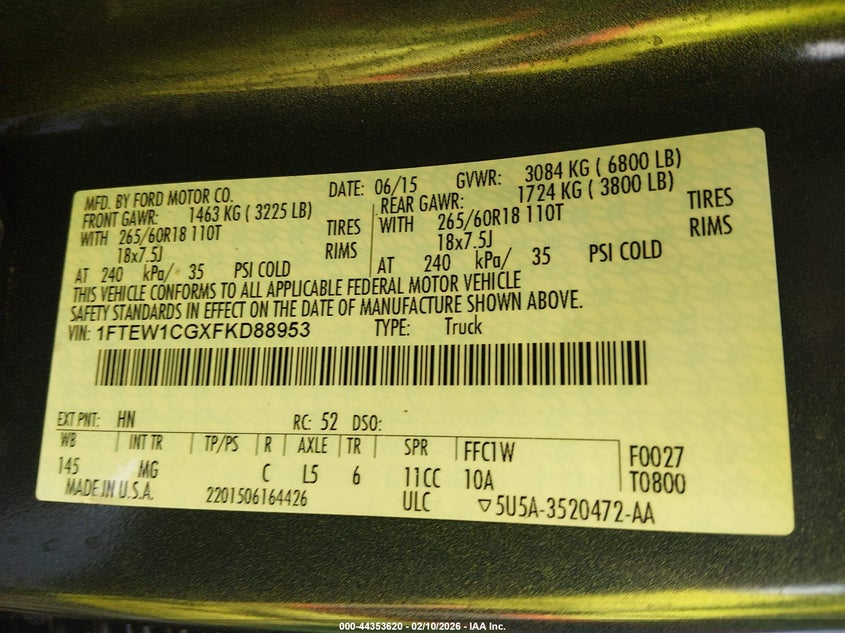 MFD. BY FORD MOTOR CO. DATE: 06/15 GVWR: 3084 KG ( 6800 LB)
FRONT GAWR: 1463 KG ( 3225 LB) REAR GAWR: 1724 KG ( 3800 LB)
WITH 265/60R18 110T TIRES WITH 265/60R18 110T TIRES
18x7.5J RIMS 18x7.5J RIMS
AT 240 kPa/ 35 PSI COLD AT 240 kPa/ 35 PSI COLD
THIS VEHICLE CONFORMS TO ALL APPLICABLE FEDERAL MOTOR VEHICLE
SAFETY STANDARDS IN EFFECT ON THE DATE OF MANUFACTURE SHOWN ABOVE.
VIN: 1FTEW1CGXFKD88953 TYPE: Truck
EXT PNT: HN RC: 52 DSO:
WB INT TR TP/PS R AXLE TR SPR FFC1W F0027
145 MG C L5 6 11CC 10A T0800
MADE IN U.S.A. 2201506164426 ULC ▽5U5A-3520472-AA
000-44353620 - 02/10/2026 - IAA Inc.